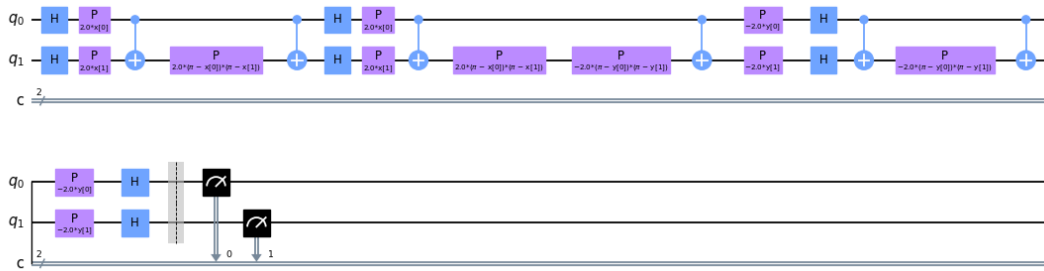 q0 H P 2.0*x[0] H P 2.0*x[0] P −2.0*y[0] H
q1 H P 2.0*x[1] P 2.0*(π − x[0])*(π − x[1]) H P 2.0*x[1] P 2.0*(π − x[0])*(π − x[1]) P −2.0*(π − y[0])*(π − y[1]) P −2.0*y[1] H P −2.0*(π − y[0])*(π − y[1])
c 2
q0 P −2.0*y[0] H
q1 P −2.0*y[1] H
c 2 0 1